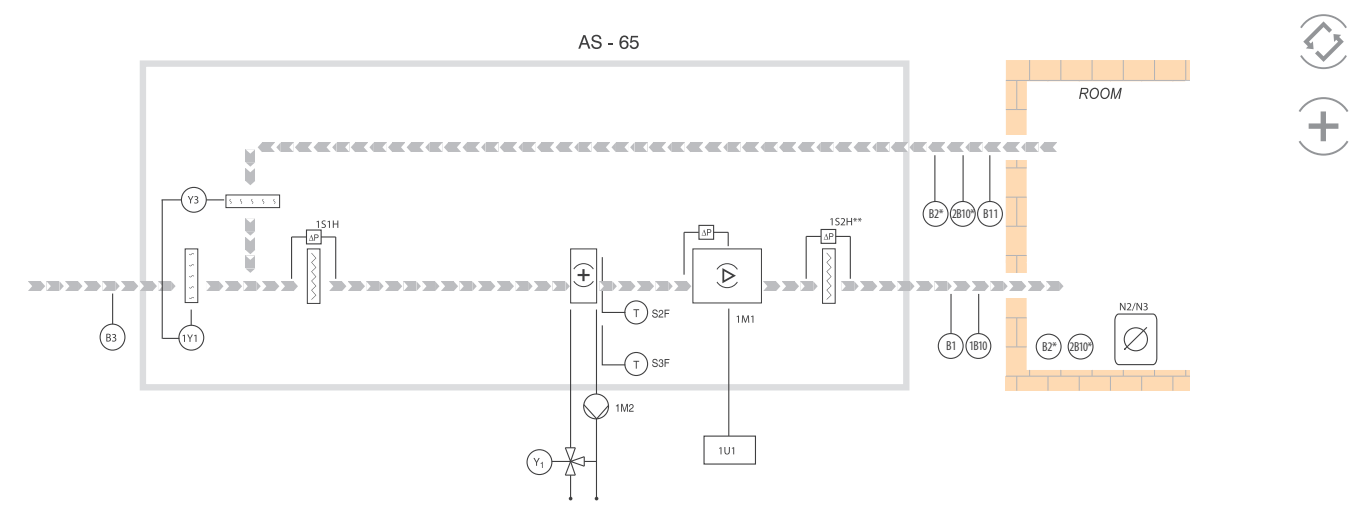 AS - 65
ROOM
Y3
1S1H
ΔP
ΔP
1S2H**
ΔP
B2*
2B10*
B11
B3
1Y1
T
S2F
1M1
T
S3F
B1
1B10
B2*
2B10*
N2/N3
1M2
Y1
1U1